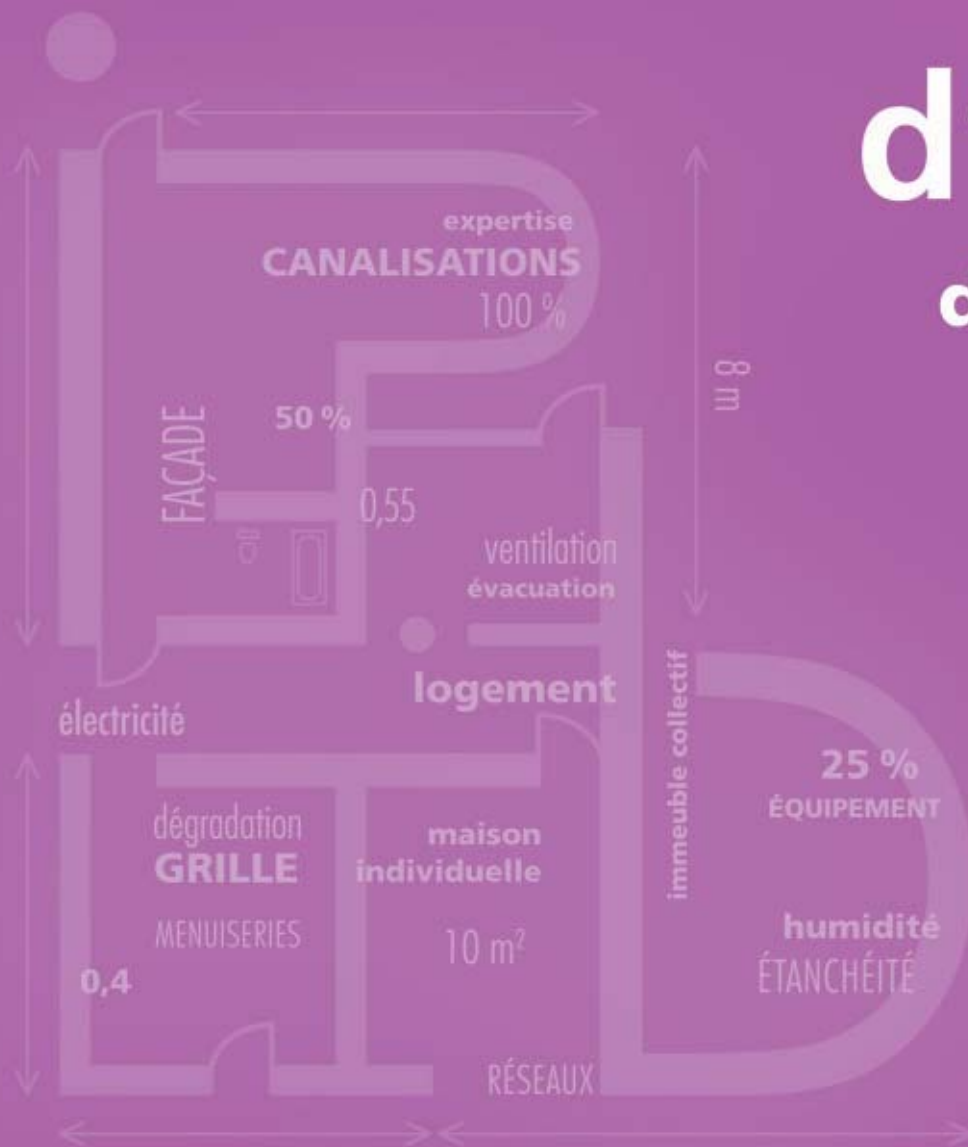 expertise
CANALISATIONS
100 %
8 m
FAÇADE
50 %
0,55
ventilation
évacuation
logement
immeuble collectif
électricité
25 %
ÉQUIPEMENT
dégradation
GRILLE
maison
individuelle
MENUISERIES
10 m²
humidité
ÉTANCHÉITÉ
0,4
RÉSEAUX